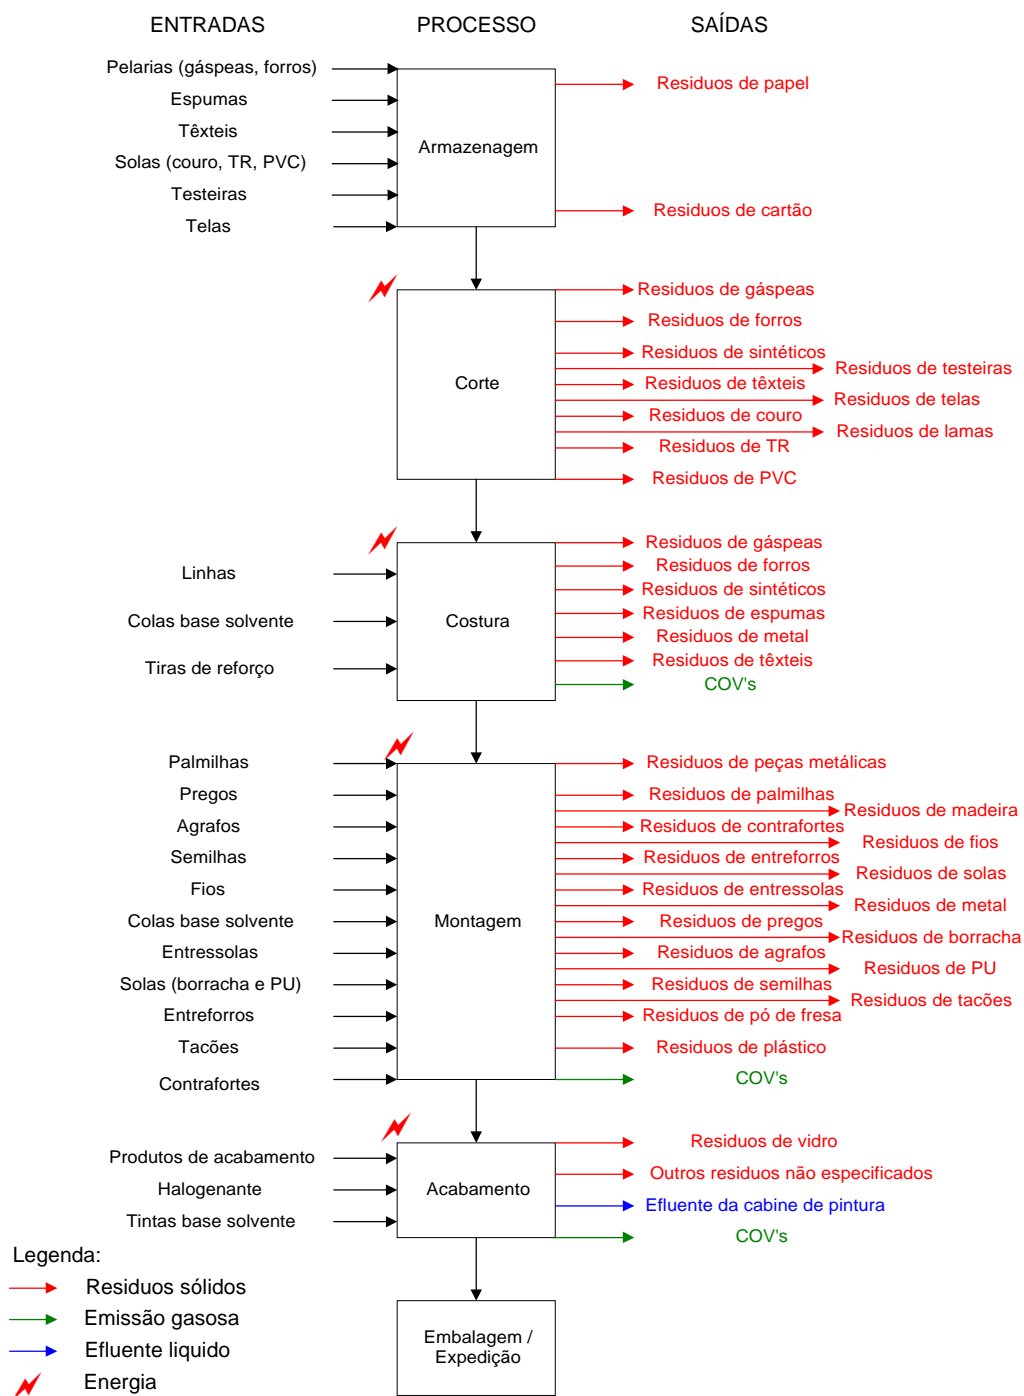 ENTRADAS
PROCESSO
SAÍDAS
Pelarias (gáspeas, forros)
Espumas
Têxteis
Solas (couro, TR, PVC)
Testeiras
Telas
Armazenagem
Residuos de papel
Residuos de cartão
Corte
Residuos de gáspeas
Residuos de forros
Residuos de sintéticos
Residuos de testeiras
Residuos de têxteis
Residuos de telas
Residuos de couro
Residuos de lamas
Residuos de TR
Residuos de PVC
Linhas
Colas base solvente
Tiras de reforço
Costura
Residuos de gáspeas
Residuos de forros
Residuos de sintéticos
Residuos de espumas
Residuos de metal
Residuos de têxteis
COV's
Palmilhas
Pregos
Agrafos
Semilhas
Fios
Colas base solvente
Entressolas
Solas (borracha e PU)
Entreforros
Tacões
Contrafortes
Montagem
Residuos de peças metálicas
Residuos de palmilhas
Residuos de madeira
Residuos de contrafortes
Residuos de fios
Residuos de entreforros
Residuos de solas
Residuos de entressolas
Residuos de metal
Residuos de pregos
Residuos de borracha
Residuos de agrafos
Residuos de PU
Residuos de semilhas
Residuos de tacões
Residuos de pó de fresa
Residuos de plástico
COV's
Produtos de acabamento
Halogenante
Tintas base solvente
Acabamento
Residuos de vidro
Outros residuos não especificados
Efluente da cabine de pintura
COV's
Embalagem /
Expedição
Legenda:
Residuos sólidos
Emissão gasosa
Efluente liquido
Energia